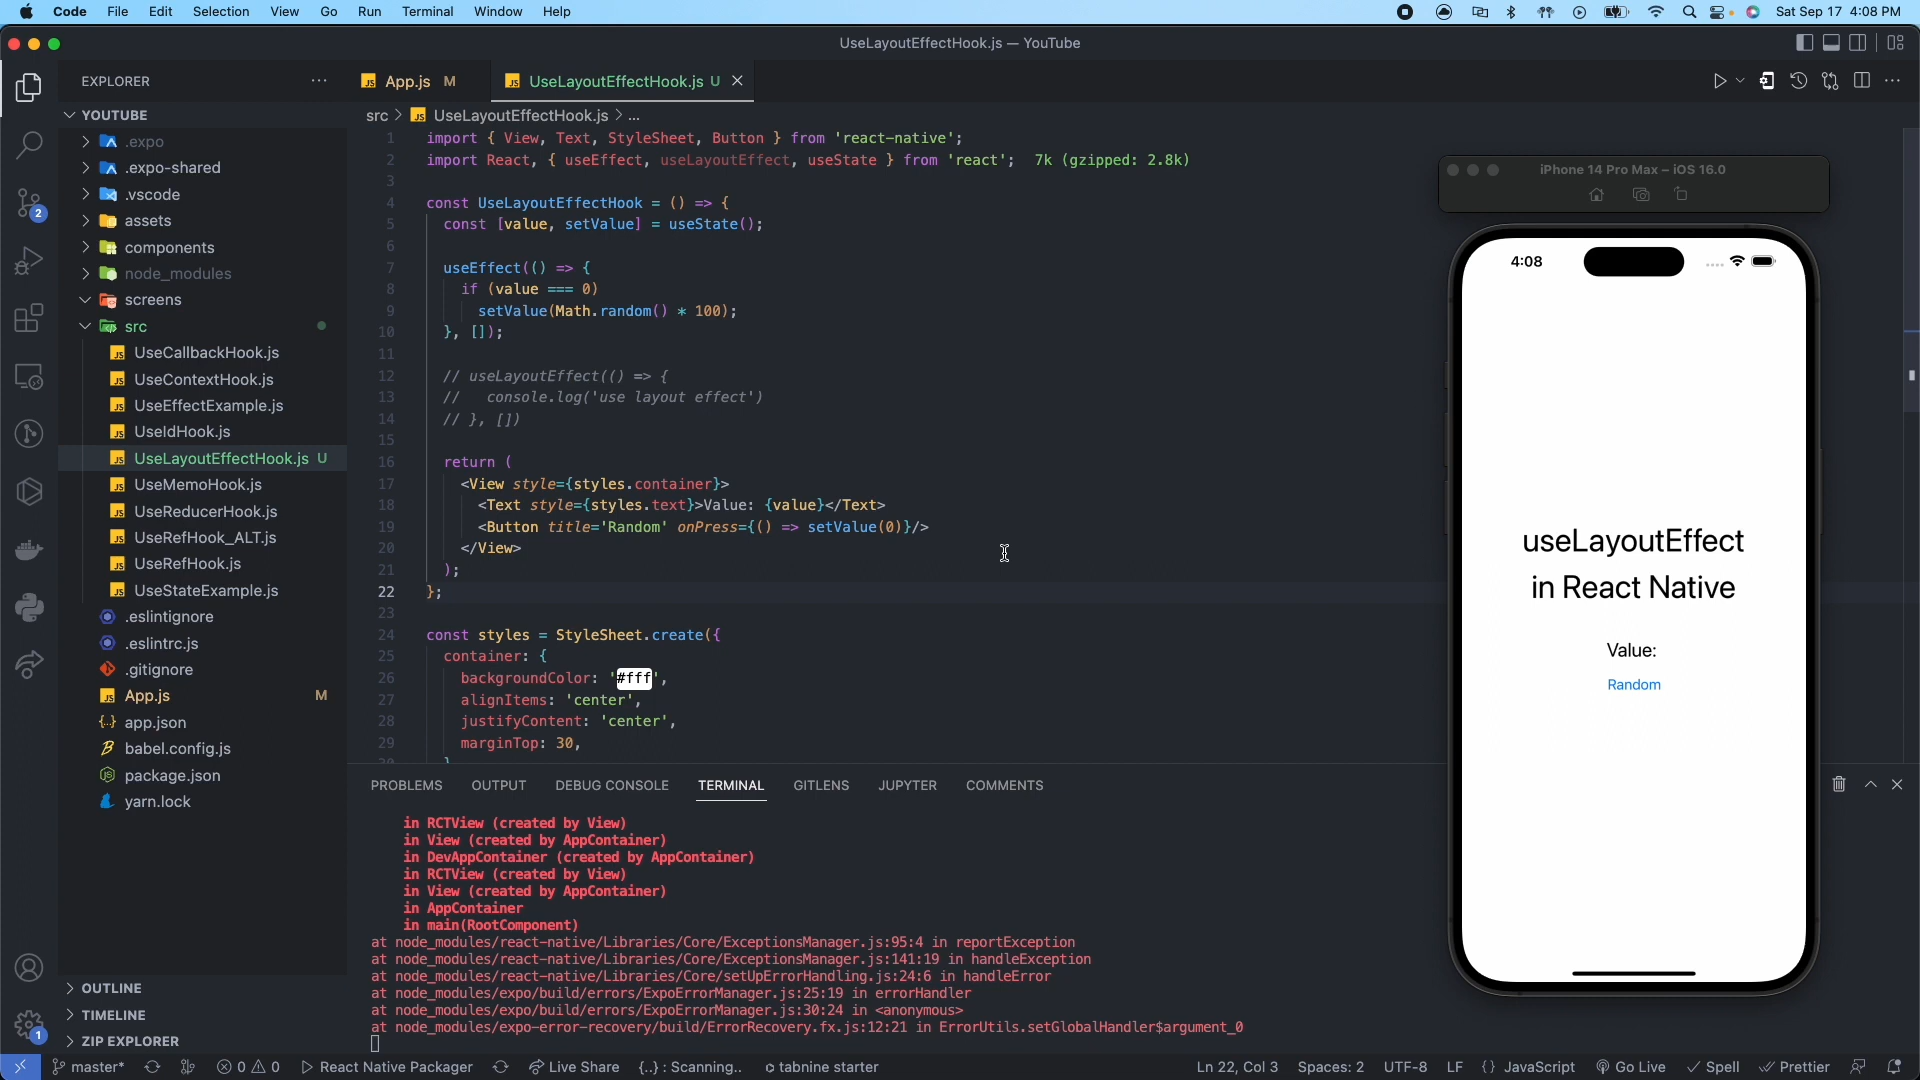 Code File Edit Selection View Go Run Terminal Window Help
Sat Sep 17 4:08 PM
UseLayoutEffectHook.js — YouTube
EXPLORER
App.js M
UseLayoutEffectHook.js U
YOUTUBE
src > UseLayoutEffectHook.js > ...
.expo
.expo-shared
.vscode
assets
components
node_modules
screens
src
UseCallbackHook.js
UseContextHook.js
UseEffectExample.js
UseIdHook.js
UseLayoutEffectHook.js U
UseMemoHook.js
UseReducerHook.js
UseRefHook_ALT.js
UseRefHook.js
UseStateExample.js
.eslintignore
.eslintrc.js
.gitignore
App.js M
app.json
babel.config.js
package.json
yarn.lock
OUTLINE
TIMELINE
ZIP EXPLORER
2
1
1 import { View, Text, StyleSheet, Button } from 'react-native';
2 import React, { useEffect, useLayoutEffect, useState } from 'react'; 7k (gzipped: 2.8k)
3
4 const UseLayoutEffectHook = () => {
5 const [value, setValue] = useState();
6
7 useEffect(() => {
8 if (value === 0)
9 setValue(Math.random() * 100);
10 }, []);
11
12 // useLayoutEffect(() => {
13 // console.log('use layout effect')
14 // }, [])
15
16 return (
17 <View style={styles.container}>
18 <Text style={styles.text}>Value: {value}</Text>
19 <Button title='Random' onPress={() => setValue(0)}/>
20 </View>
21 );
22 };
23
24 const styles = StyleSheet.create({
25 container: {
26 backgroundColor: '#fff',
27 alignItems: 'center',
28 justifyContent: 'center',
29 marginTop: 30,
30 }
PROBLEMS OUTPUT DEBUG CONSOLE TERMINAL GITLENS JUPYTER COMMENTS
in RCTView (created by View)
in View (created by AppContainer)
in DevAppContainer (created by AppContainer)
in RCTView (created by View)
in View (created by AppContainer)
in AppContainer
in main(RootComponent)
at node_modules/react-native/Libraries/Core/ExceptionsManager.js:95:4 in reportException
at node_modules/react-native/Libraries/Core/ExceptionsManager.js:141:19 in handleException
at node_modules/react-native/Libraries/Core/setUpErrorHandling.js:24:6 in handleError
at node_modules/expo/build/errors/ExpoErrorManager.js:25:19 in errorHandler
at node_modules/expo/build/errors/ExpoErrorManager.js:30:24 in <anonymous>
at node_modules/expo-error-recovery/build/ErrorRecovery.fx.js:12:21 in ErrorUtils.setGlobalHandler$argument_0
iPhone 14 Pro Max – iOS 16.0
4:08
useLayoutEffect
in React Native
Value:
Random
master* 0 0 React Native Packager Live Share {..} : Scanning.. tabnine starter
Ln 22, Col 3 Spaces: 2 UTF-8 LF {} JavaScript Go Live Spell Prettier